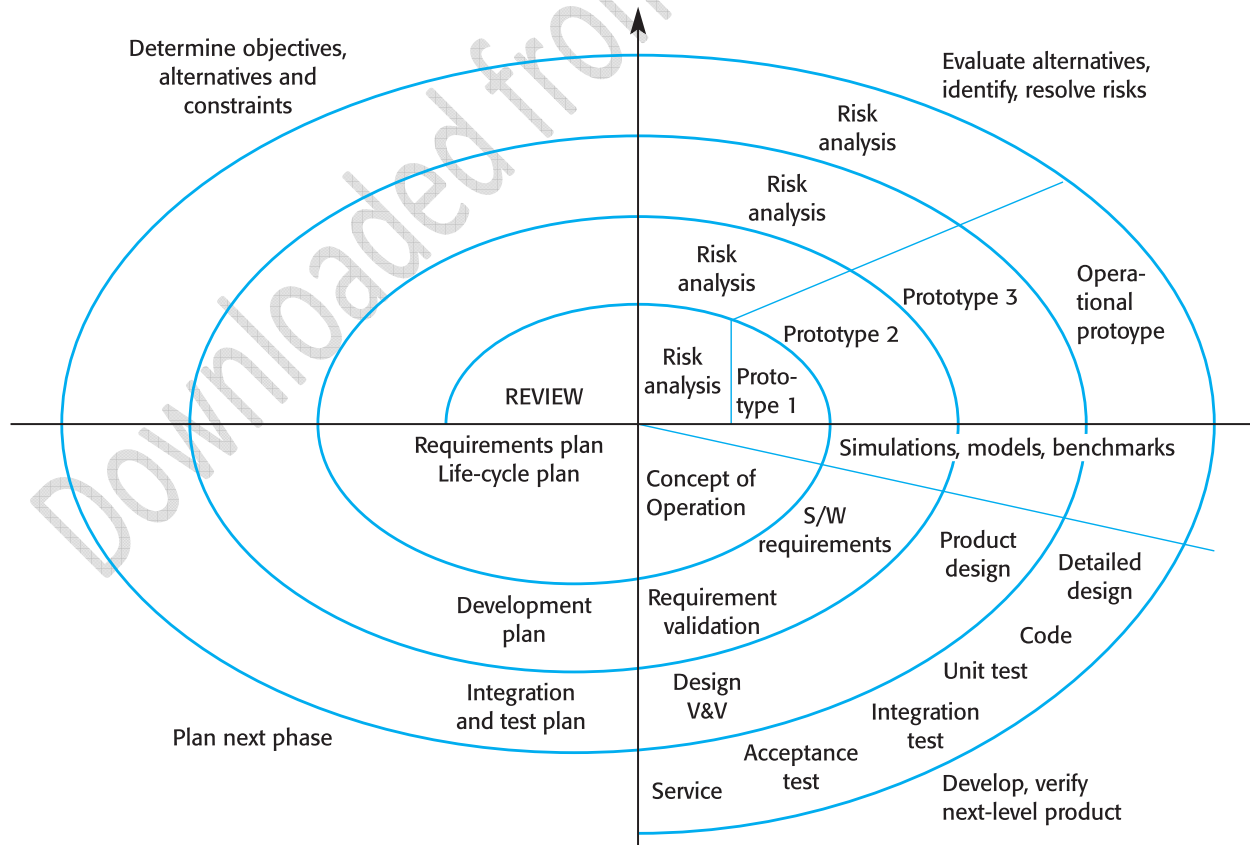 Determine objectives,
alternatives and
constraints
Evaluate alternatives,
identify, resolve risks
Risk
analysis
Risk
analysis
Risk
analysis
Risk
analysis
Opera-
tional
protoype
Prototype 3
Prototype 2
Proto-
type 1
REVIEW
Requirements plan
Life-cycle plan
Simulations, models, benchmarks
Concept of
Operation
S/W
requirements
Product
design
Detailed
design
Development
plan
Requirement
validation
Code
Unit test
Integration
and test plan
Design
V&V
Integration
test
Plan next phase
Acceptance
test
Service
Develop, verify
next-level product
Downloaded from